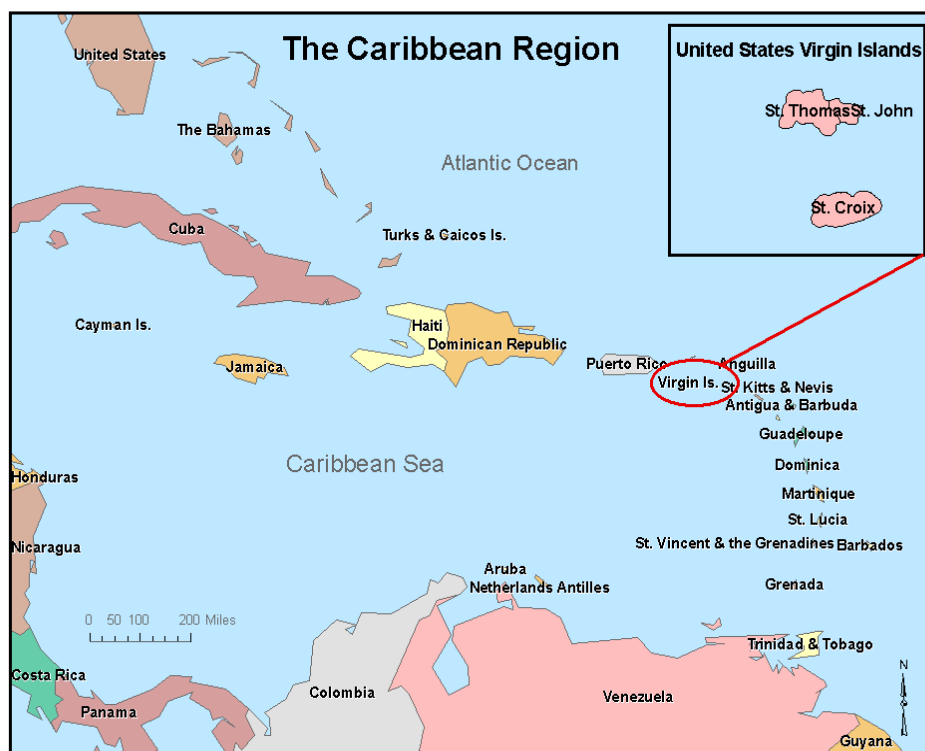 The Caribbean Region
United States Virgin Islands
St. Thomas
St. John
St. Croix
United States
The Bahamas
Atlantic Ocean
Cuba
Turks & Gaicos Is.
Cayman Is.
Haiti
Dominican Republic
Jamaica
Puerto Rico
Anguilla
Virgin Is.
St. Kitts & Nevis
Antigua & Barbuda
Guadeloupe
Caribbean Sea
Dominica
Honduras
Martinique
St. Lucia
Nicaragua
St. Vincent & the Grenadines
Barbados
Aruba
Netherlands Antilles
Grenada
0 50 100 200 Miles
Trinidad & Tobago
Costa Rica
N
Colombia
Venezuela
Panama
Guyana